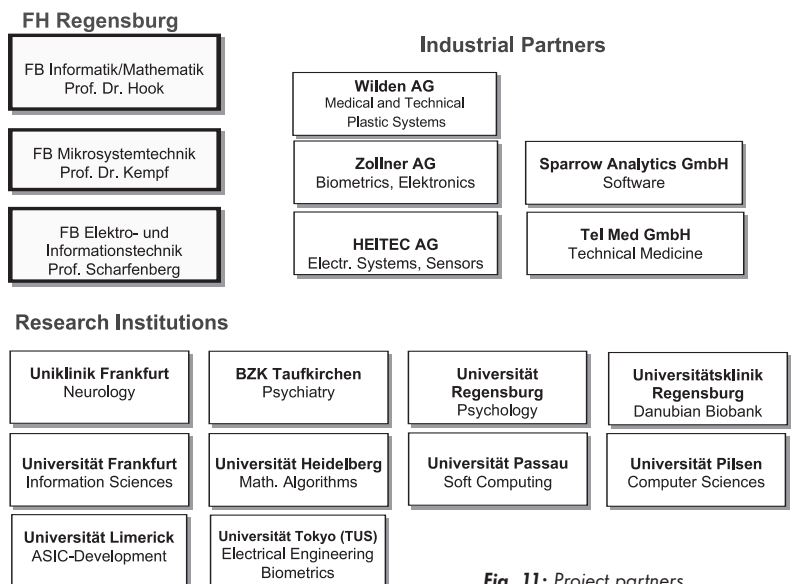 FH Regensburg
FB Informatik/Mathematik
Prof. Dr. Hook
FB Mikrosystemtechnik
Prof. Dr. Kempf
FB Elektro- und
Informationstechnik
Prof. Scharfenberg
Industrial Partners
Wilden AG
Medical and Technical
Plastic Systems
Zollner AG
Biometrics, Elektronics
HEITEC AG
Electr. Systems, Sensors
Sparrow Analytics GmbH
Software
Tel Med GmbH
Technical Medicine
Research Institutions
Uniklinik Frankfurt
Neurology
BZK Taufkirchen
Psychiatry
Universität
Regensburg
Psychology
Universitätsklinik
Regensburg
Danubian Biobank
Universität Frankfurt
Information Sciences
Universität Heidelberg
Math. Algorithms
Universität Passau
Soft Computing
Universität Pilsen
Computer Sciences
Universität Limerick
ASIC-Development
Universität Tokyo (TUS)
Electrical Engineering
Biometrics
Fig. 11: Project partners